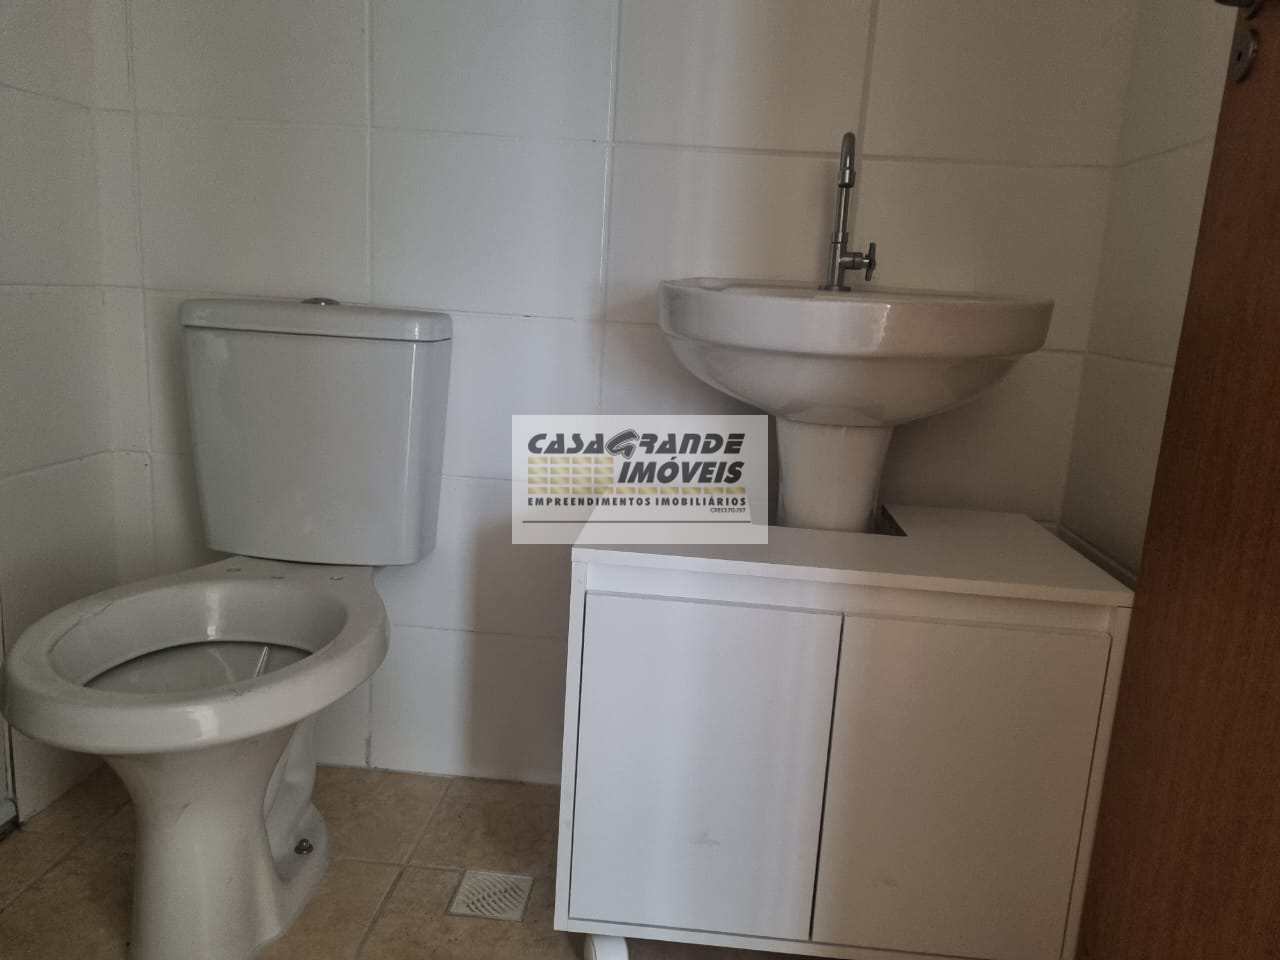 CASAGRANDE
IMÓVEIS
EMPREENDIMENTOS IMOBILIÁRIOS